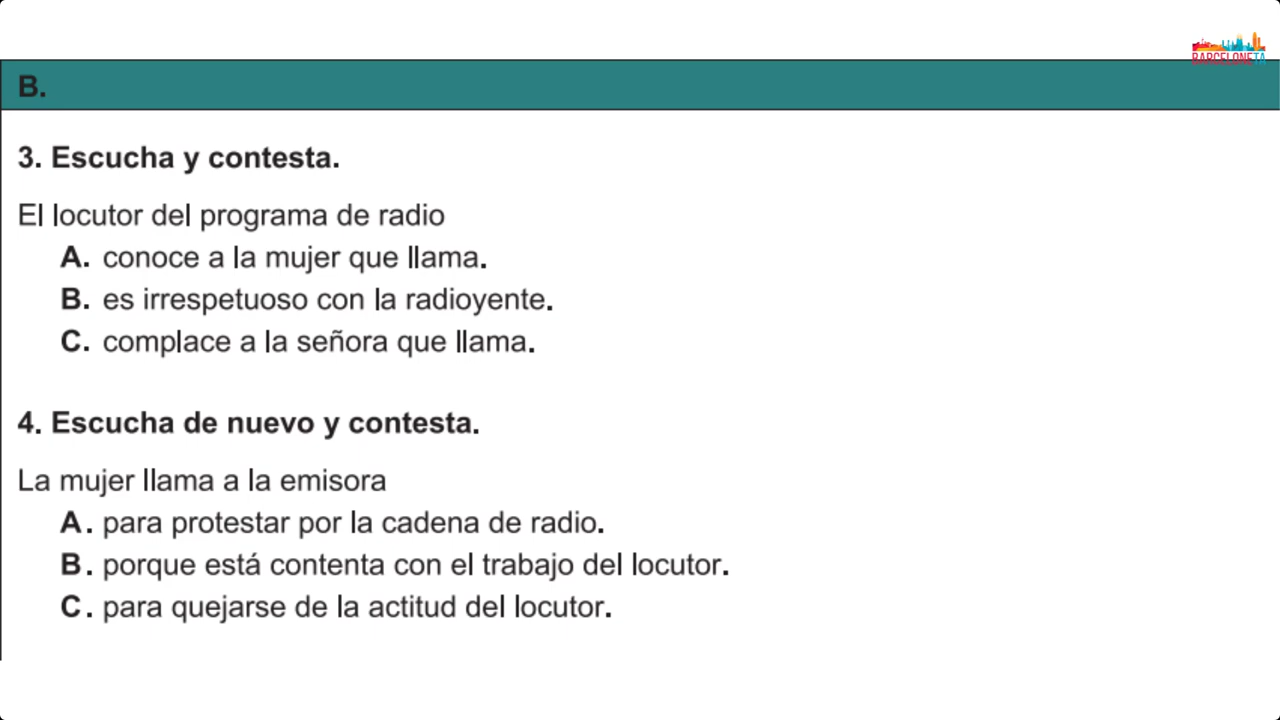 BARCELONETA
B.
3. Escucha y contesta.
El locutor del programa de radio
A. conoce a la mujer que llama.
B. es irrespetuoso con la radioyente.
C. complace a la señora que llama.
4. Escucha de nuevo y contesta.
La mujer llama a la emisora
A. para protestar por la cadena de radio.
B. porque está contenta con el trabajo del locutor.
C. para quejarse de la actitud del locutor.